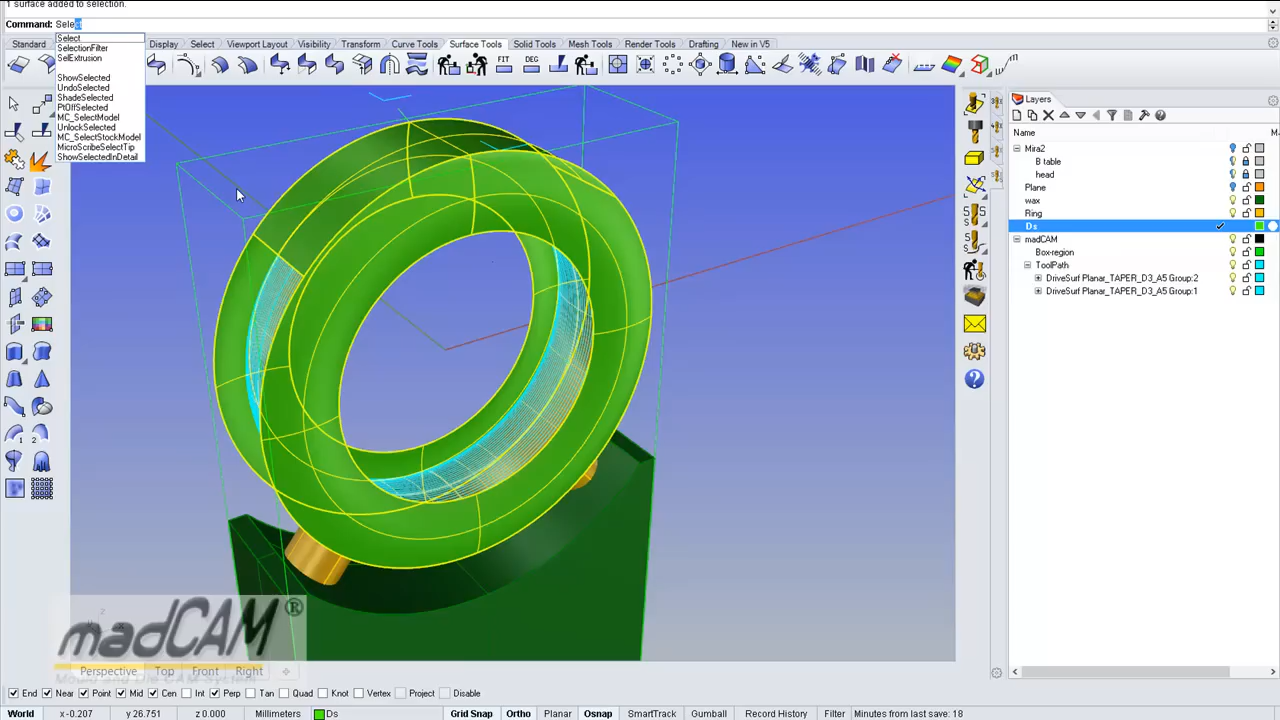 1 surface added to selection.
Command: Select
Select
SelectionFilter
SelExtrusion
ShowSelected
UndoSelected
ShadeSelected
PtOffSelected
MC_SelectModel
UnlockSelected
MC_SelectStockModel
MicroScribeSelectTip
ShowSelectedInDetail
Standard
Display
Select
Viewport Layout
Visibility
Transform
Curve Tools
Surface Tools
Solid Tools
Mesh Tools
Render Tools
Drafting
New in V5
FIT
DEG
Layers
Name
Mira2
B table
head
Plane
wax
Ring
Ds
madCAM
Box-region
ToolPath
DriveSurf Planar_TAPER_D3_A5 Group:2
DriveSurf Planar_TAPER_D3_A5 Group:1
madCAM®
Mould and Die CAM System
Perspective Top Front Right
End Near Point Mid Cen Int Perp Tan Quad Knot Vertex Project Disable
World x -0.207 y 26.751 z 0.000 Millimeters Ds Grid Snap Ortho Planar Osnap SmartTrack Gumball Record History Filter Minutes from last save: 18